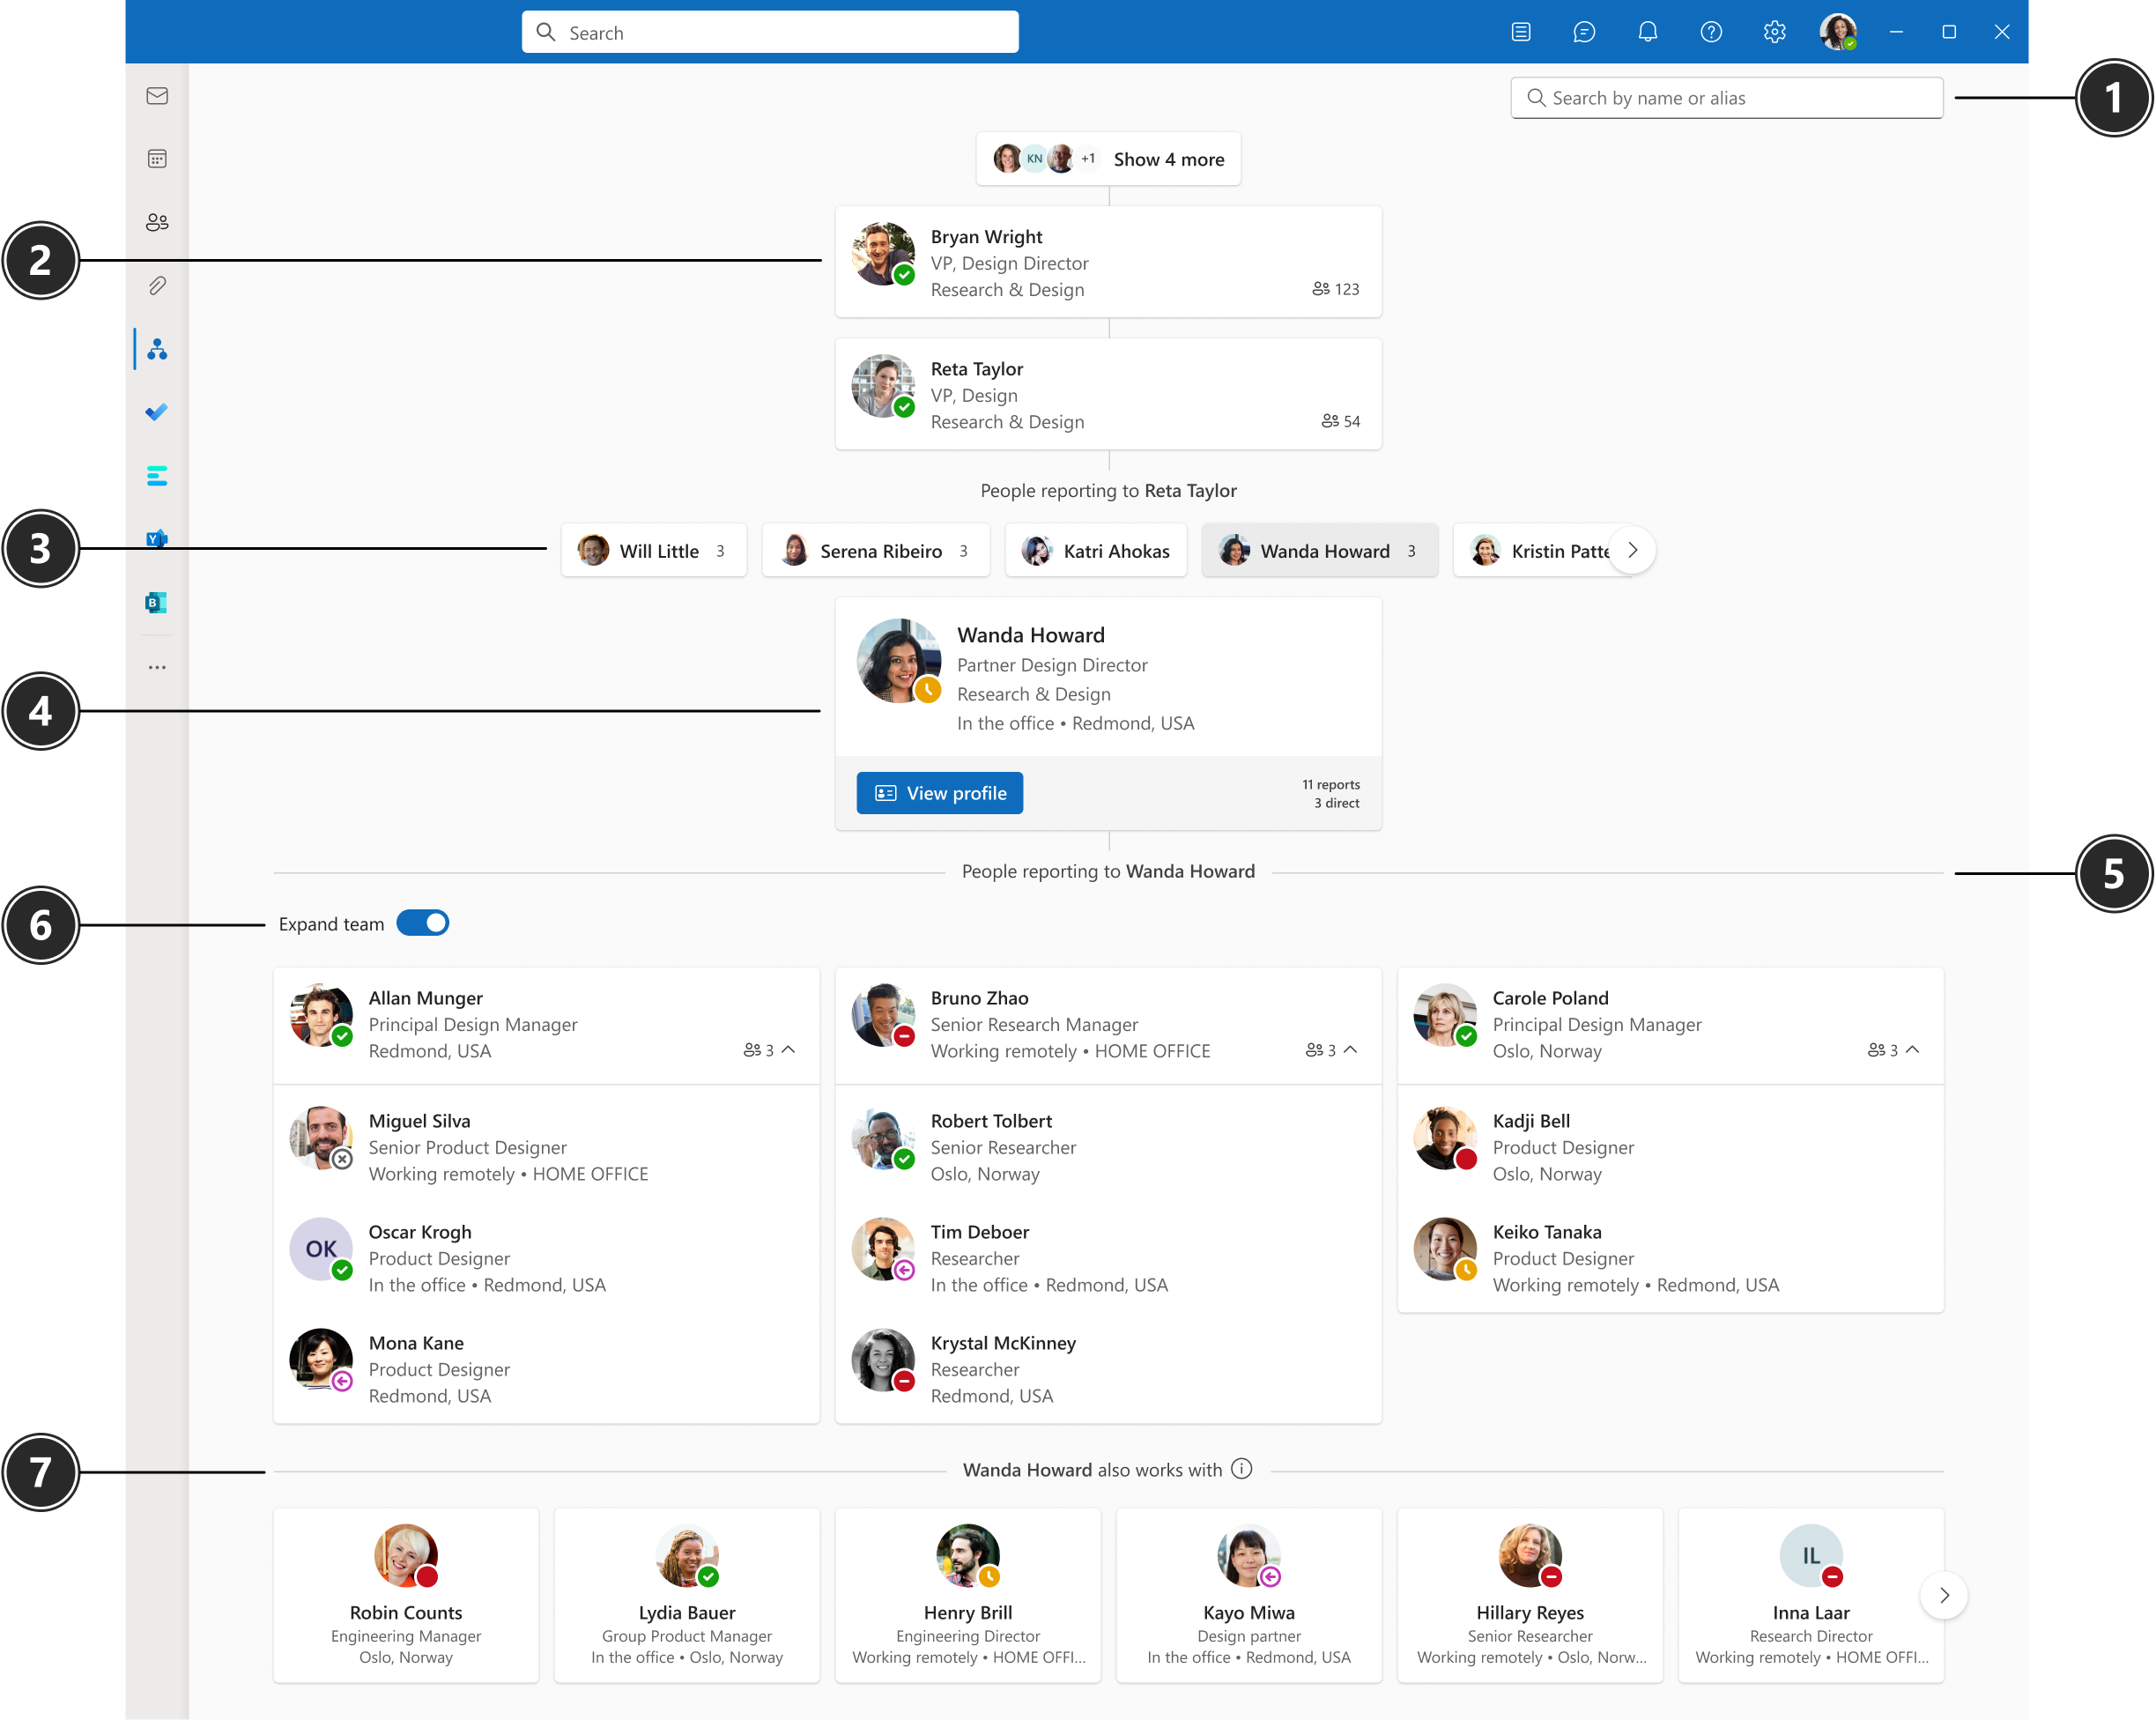 Search
1
Search by name or alias
KN +1 Show 4 more
2
Bryan Wright
VP, Design Director
Research & Design
123
Reta Taylor
VP, Design
Research & Design
54
People reporting to Reta Taylor
3
Will Little 3
Serena Ribeiro 3
Katri Ahokas
Wanda Howard 3
Kristin Patte
4
Wanda Howard
Partner Design Director
Research & Design
In the office • Redmond, USA
View profile
11 reports
3 direct
5
People reporting to Wanda Howard
6
Expand team
Allan Munger
Principal Design Manager
Redmond, USA
3
Miguel Silva
Senior Product Designer
Working remotely • HOME OFFICE
OK
Oscar Krogh
Product Designer
In the office • Redmond, USA
Mona Kane
Product Designer
Redmond, USA
Bruno Zhao
Senior Research Manager
Working remotely • HOME OFFICE
3
Robert Tolbert
Senior Researcher
Oslo, Norway
Tim Deboer
Researcher
In the office • Redmond, USA
Krystal McKinney
Researcher
Redmond, USA
Carole Poland
Principal Design Manager
Oslo, Norway
3
Kadji Bell
Product Designer
Oslo, Norway
Keiko Tanaka
Product Designer
Working remotely • Redmond, USA
7
Wanda Howard also works with
Robin Counts
Engineering Manager
Oslo, Norway
Lydia Bauer
Group Product Manager
In the office • Oslo, Norway
Henry Brill
Engineering Director
Working remotely • HOME OFFI...
Kayo Miwa
Design partner
In the office • Redmond, USA
Hillary Reyes
Senior Researcher
Working remotely • Oslo, Norw...
IL
Inna Laar
Research Director
Working remotely • HOME OFFI...
Y
B